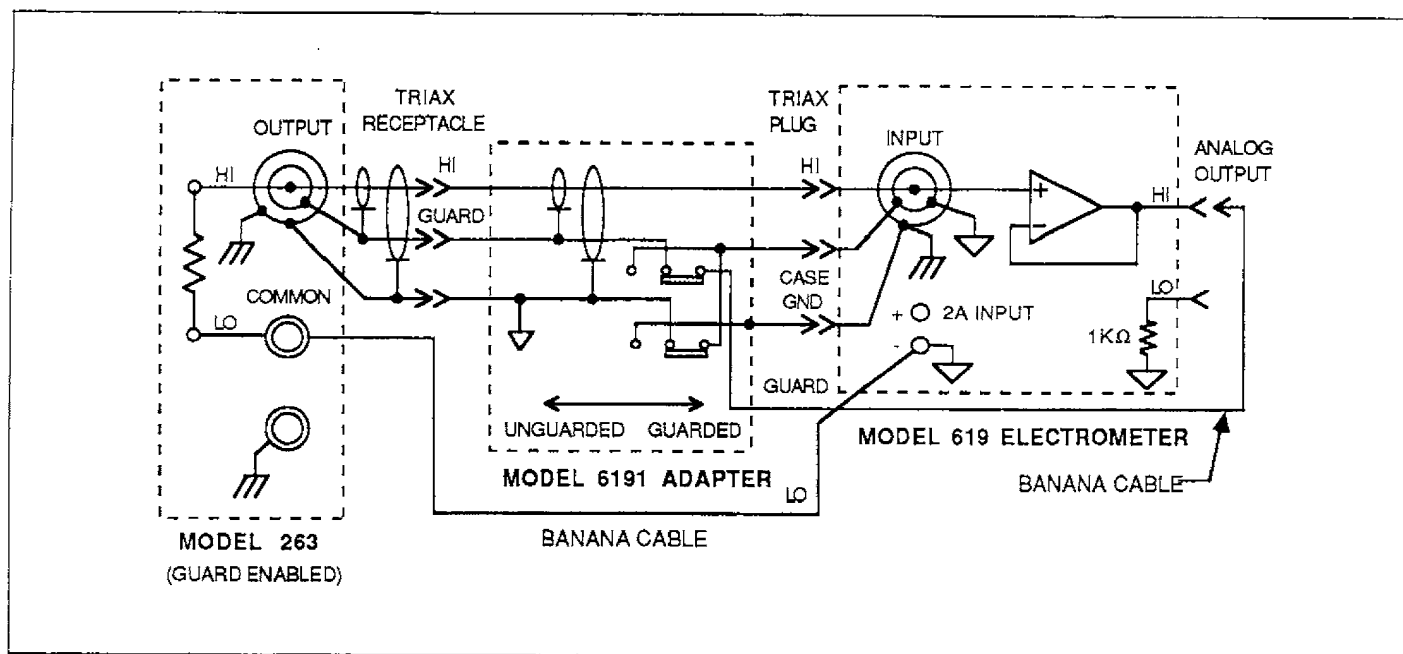 OUTPUT
TRIAX
RECEPTACLE
TRIAX
PLUG
INPUT
ANALOG
OUTPUT
HI
HI
HI
HI
GUARD
COMMON
LO
CASE
GND
+
-
+ 2A INPUT
-
LO
1KΩ
GUARD
UNGUARDED GUARDED
MODEL 6191 ADAPTER
LO
MODEL 619 ELECTROMETER
BANANA CABLE
BANANA CABLE
MODEL 263
(GUARD ENABLED)